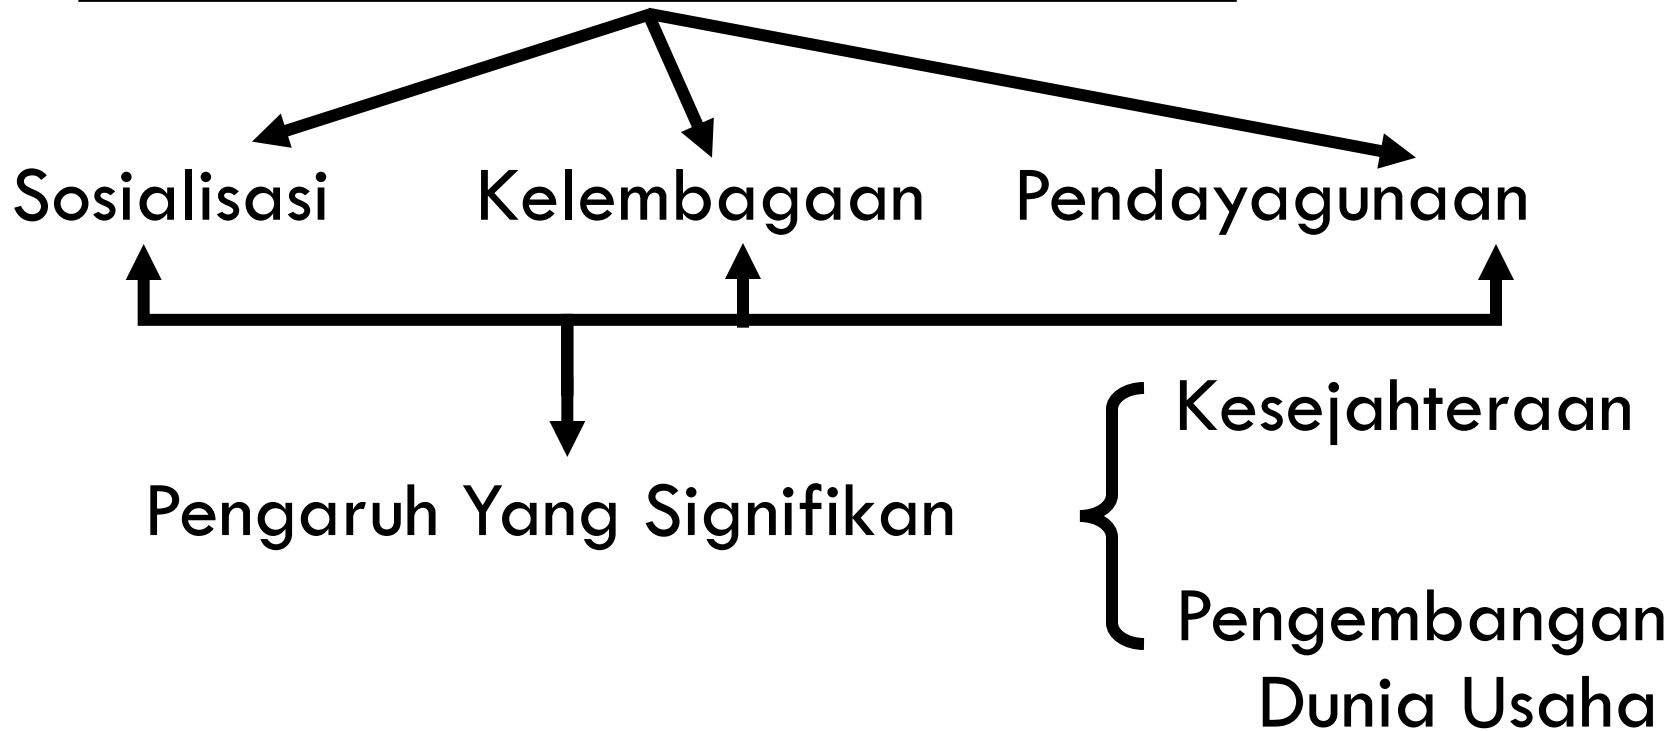 Sosialisasi Kelembagaan Pendayagunaan
Kesejahteraan
Pengaruh Yang Signifikan
Pengembangan
Dunia Usaha